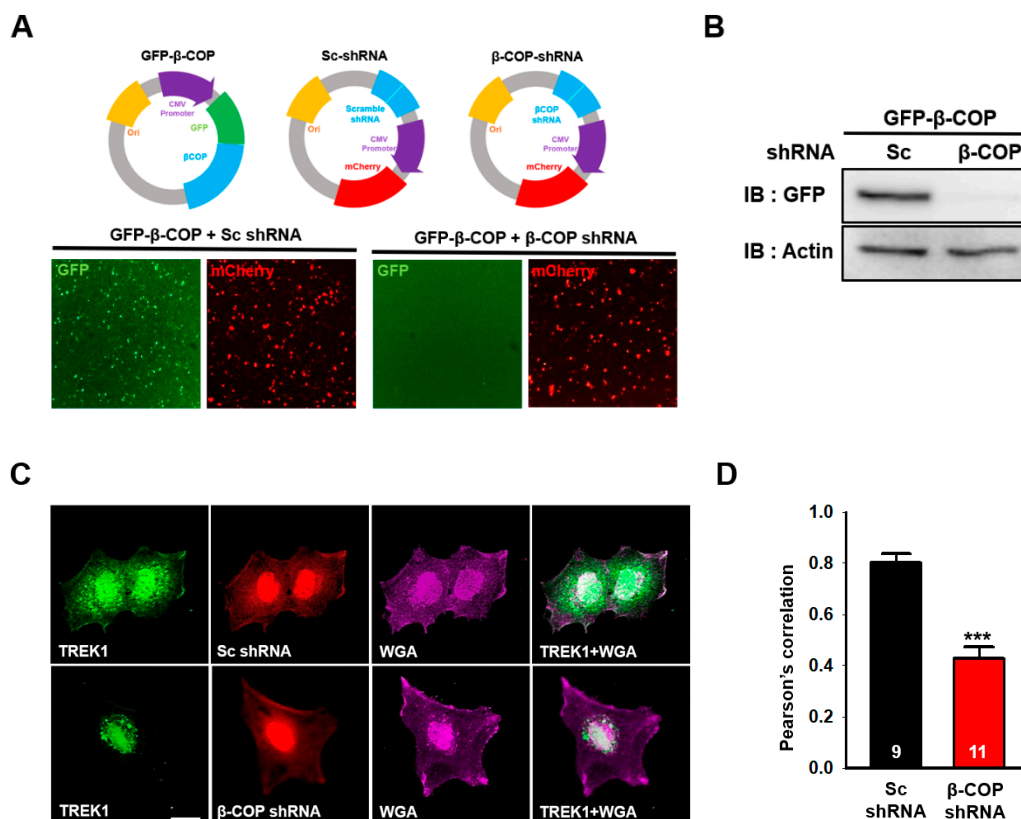 A
GFP-β-COP
Sc-shRNA
β-COP-shRNA
Ori
CMV
Promoter
GFP
βCOP
Ori
Scramble
shRNA
CMV
Promoter
mCherry
Ori
βCOP
shRNA
CMV
Promoter
mCherry
GFP-β-COP + Sc shRNA
GFP-β-COP + β-COP shRNA
GFP
mCherry
GFP
mCherry
B
GFP-β-COP
shRNA Sc β-COP
IB : GFP
IB : Actin
C
TREK1
Sc shRNA
WGA
TREK1+WGA
TREK1
β-COP shRNA
WGA
TREK1+WGA
D
Pearson's correlation
1.0
0.8
0.6
0.4
0.2
0.0
***
9
11
Sc
shRNA
β-COP
shRNA